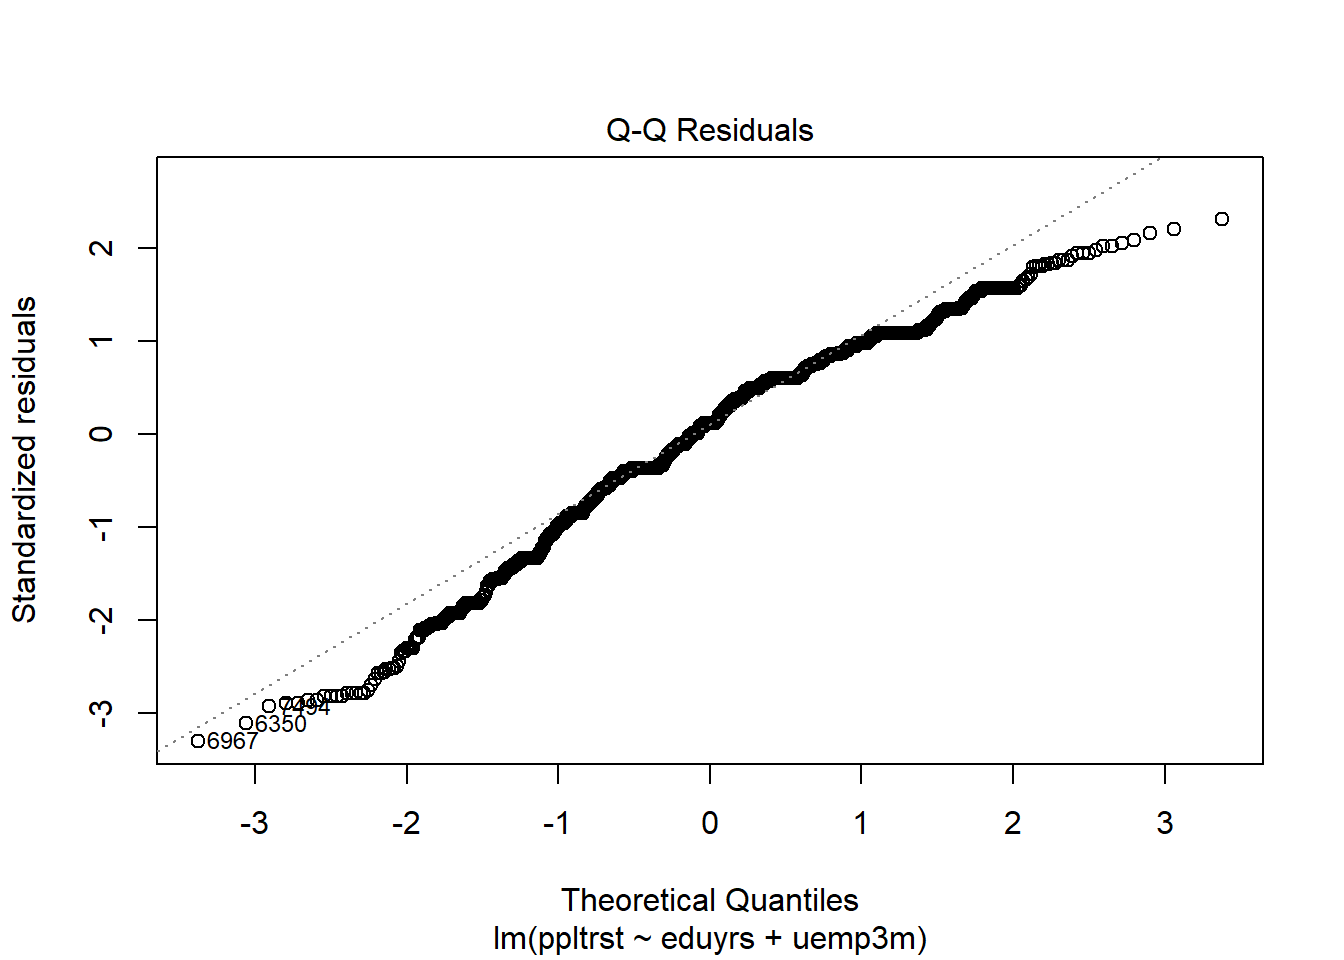 Q-Q Residuals
Standardized residuals
2
1
0
-1
-2
-3
7494
6350
6967
-3 -2 -1 0 1 2 3
Theoretical Quantiles
lm(ppltrst ~ eduyrs + uemp3m)